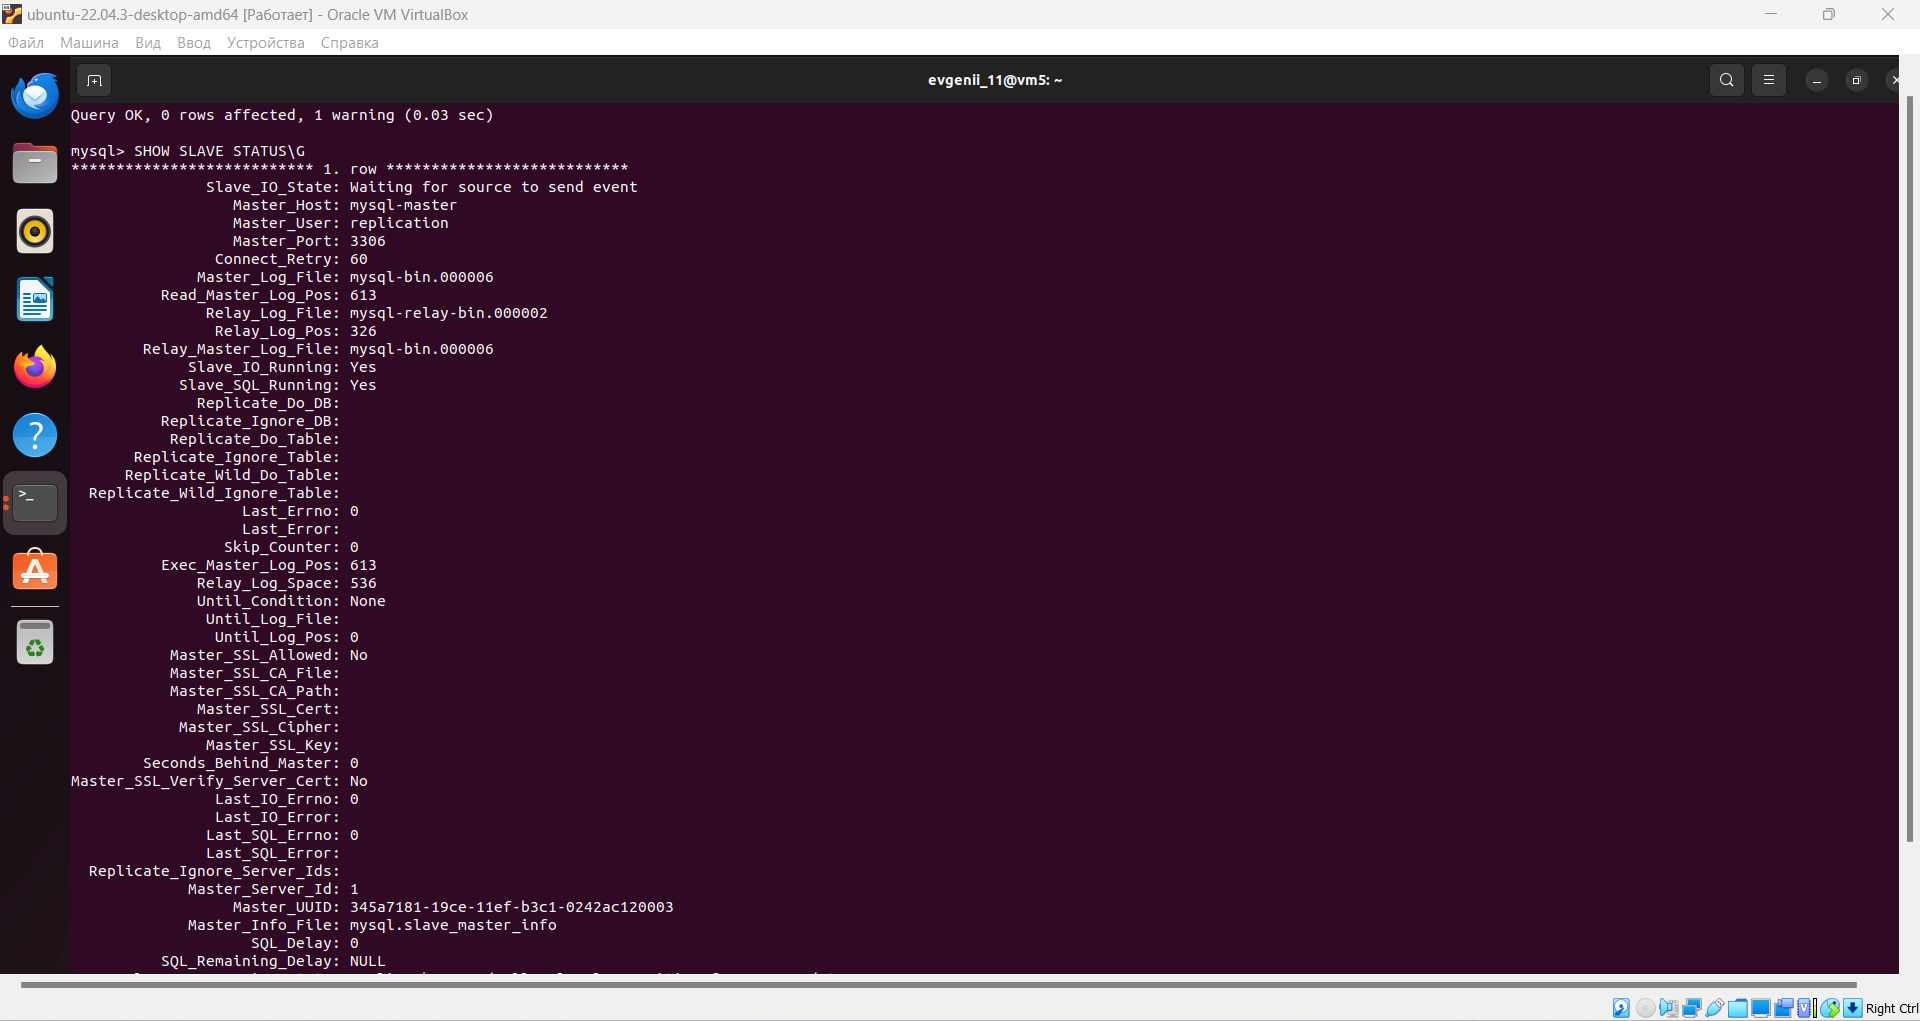 ubuntu-22.04.3-desktop-amd64 [Работает] - Oracle VM VirtualBox
Файл Машина Вид Ввод Устройства Справка
evgenii_11@vm5: ~
Query OK, 0 rows affected, 1 warning (0.03 sec)
mysql> SHOW SLAVE STATUS\G
*************************** 1. row ***************************
Slave_IO_State: Waiting for source to send event
Master_Host: mysql-master
Master_User: replication
Master_Port: 3306
Connect_Retry: 60
Master_Log_File: mysql-bin.000006
Read_Master_Log_Pos: 613
Relay_Log_File: mysql-relay-bin.000002
Relay_Log_Pos: 326
Relay_Master_Log_File: mysql-bin.000006
Slave_IO_Running: Yes
Slave_SQL_Running: Yes
Replicate_Do_DB:
Replicate_Ignore_DB:
Replicate_Do_Table:
Replicate_Ignore_Table:
Replicate_Wild_Do_Table:
Replicate_Wild_Ignore_Table:
Last_Errno: 0
Last_Error:
Skip_Counter: 0
Exec_Master_Log_Pos: 613
Relay_Log_Space: 536
Until_Condition: None
Until_Log_File:
Until_Log_Pos: 0
Master_SSL_Allowed: No
Master_SSL_CA_File:
Master_SSL_CA_Path:
Master_SSL_Cert:
Master_SSL_Cipher:
Master_SSL_Key:
Seconds_Behind_Master: 0
Master_SSL_Verify_Server_Cert: No
Last_IO_Errno: 0
Last_IO_Error:
Last_SQL_Errno: 0
Last_SQL_Error:
Replicate_Ignore_Server_Ids:
Master_Server_Id: 1
Master_UUID: 345a7181-19ce-11ef-b3c1-0242ac120003
Master_Info_File: mysql.slave_master_info
SQL_Delay: 0
SQL_Remaining_Delay: NULL
Right Ctrl